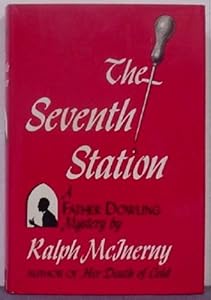 The
Seventh
Station
A
FATHER DOWLING
Mystery by
Ralph McInerny
AUTHOR OF Her Death of Cold